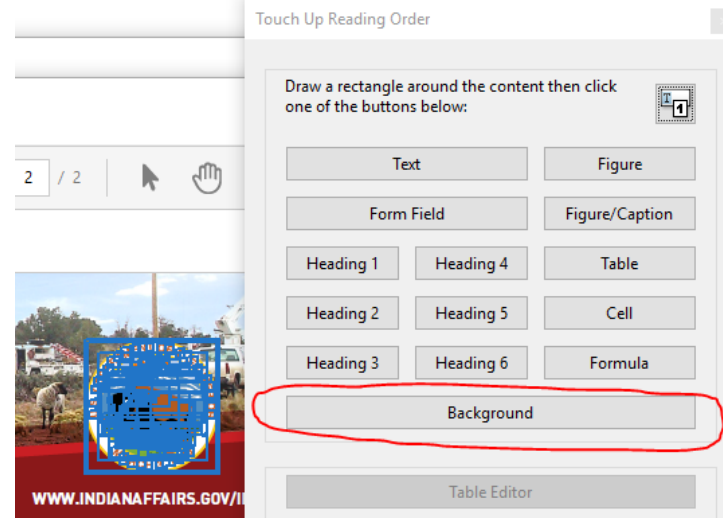 Touch Up Reading Order
Draw a rectangle around the content then click
one of the buttons below:
1
2 / 2
Text Figure
Form Field Figure/Caption
Heading 1 Heading 4 Table
Heading 2 Heading 5 Cell
Heading 3 Heading 6 Formula
Background
Table Editor
WWW.INDIANAFFAIRS.GOV/